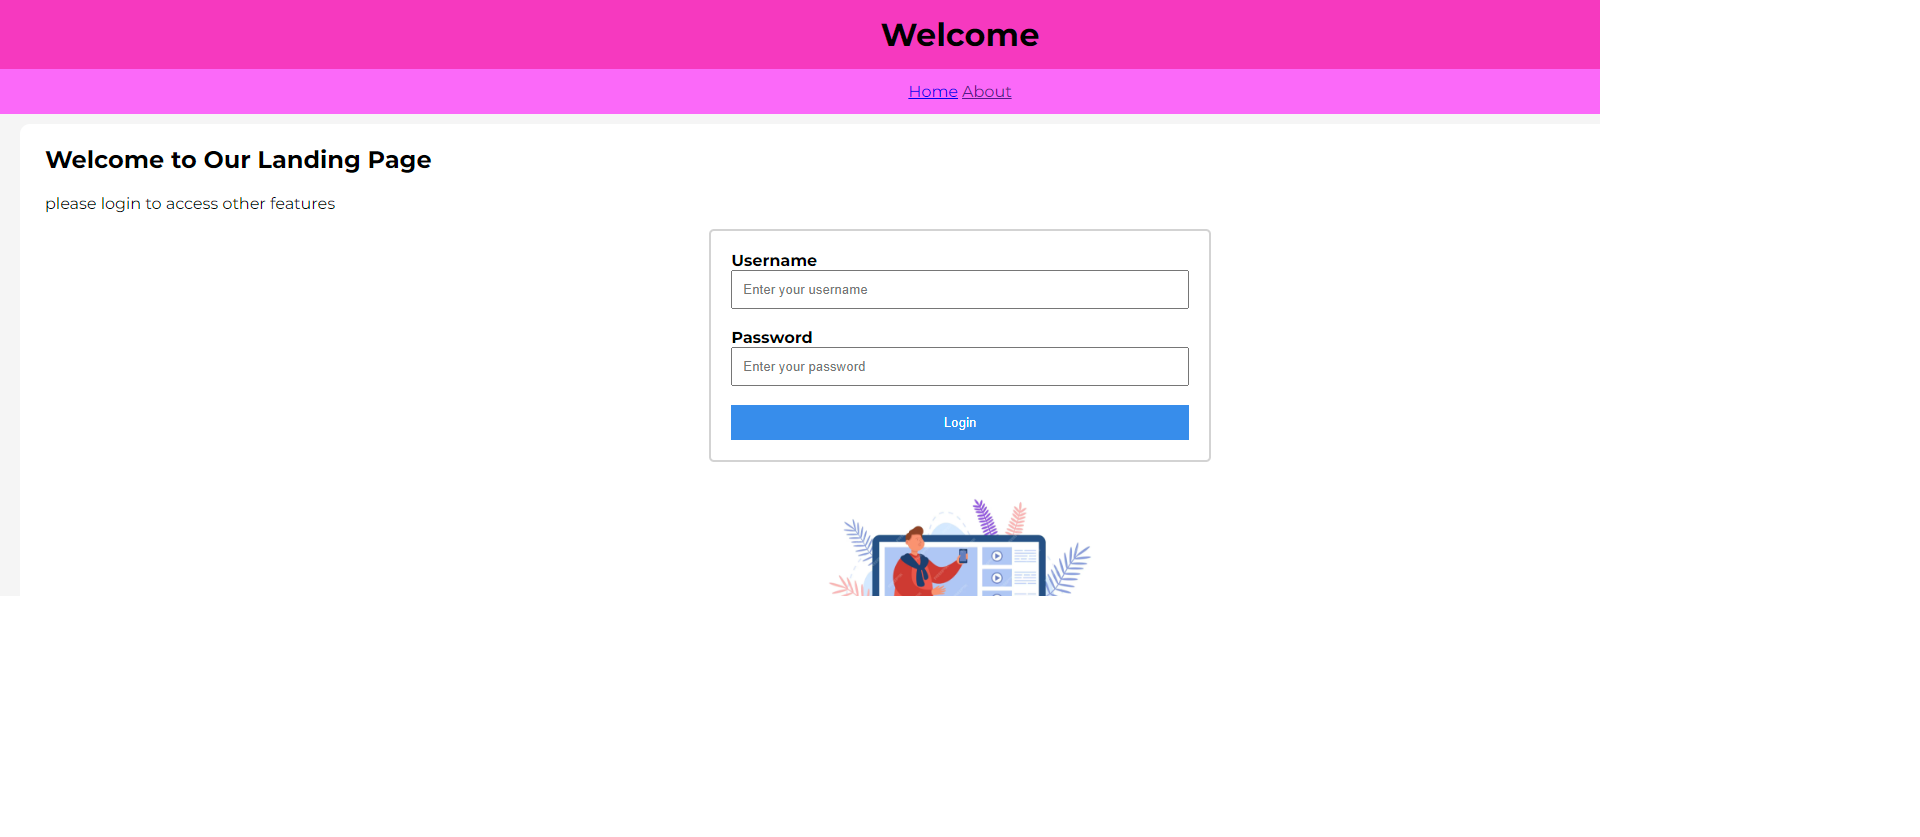 Welcome
Home About
Welcome to Our Landing Page
please login to access other features
Username
Enter your username
Password
Enter your password
Login